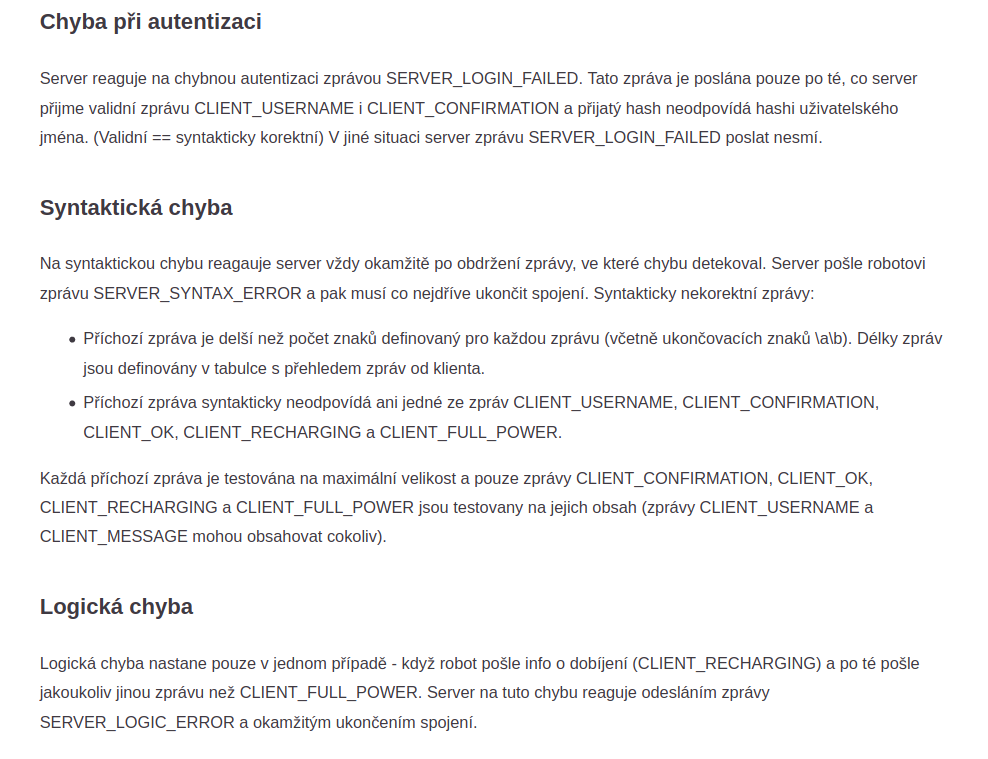 Chyba při autentizaci
Server reaguje na chybnou autentizaci zprávou SERVER_LOGIN_FAILED. Tato zpráva je poslána pouze po té, co server
přijme validní zprávu CLIENT_USERNAME i CLIENT_CONFIRMATION a přijatý hash neodpovídá hashi uživatelského
jména. (Validní == syntakticky korektní) V jiné situaci server zprávu SERVER_LOGIN_FAILED poslat nesmí.
Syntaktická chyba
Na syntaktickou chybu reagauje server vždy okamžitě po obdržení zprávy, ve které chybu detekoval. Server pošle robotovi
zprávu SERVER_SYNTAX_ERROR a pak musí co nejdříve ukončit spojení. Syntakticky nekorektní zprávy:
• Příchozí zpráva je delší než počet znaků definovaný pro každou zprávu (včetně ukončovacích znaků \a\b). Délky zpráv
jsou definovány v tabulce s přehledem zpráv od klienta.
• Příchozí zpráva syntakticky neodpovídá ani jedné ze zpráv CLIENT_USERNAME, CLIENT_CONFIRMATION,
CLIENT_OK, CLIENT_RECHARGING a CLIENT_FULL_POWER.
Každá příchozí zpráva je testována na maximální velikost a pouze zprávy CLIENT_CONFIRMATION, CLIENT_OK,
CLIENT_RECHARGING a CLIENT_FULL_POWER jsou testovany na jejich obsah (zprávy CLIENT_USERNAME a
CLIENT_MESSAGE mohou obsahovat cokoliv).
Logická chyba
Logická chyba nastane pouze v jednom případě - když robot pošle info o dobíjení (CLIENT_RECHARGING) a po té pošle
jakoukoliv jinou zprávu než CLIENT_FULL_POWER. Server na tuto chybu reaguje odesláním zprávy
SERVER_LOGIC_ERROR a okamžitým ukončením spojení.